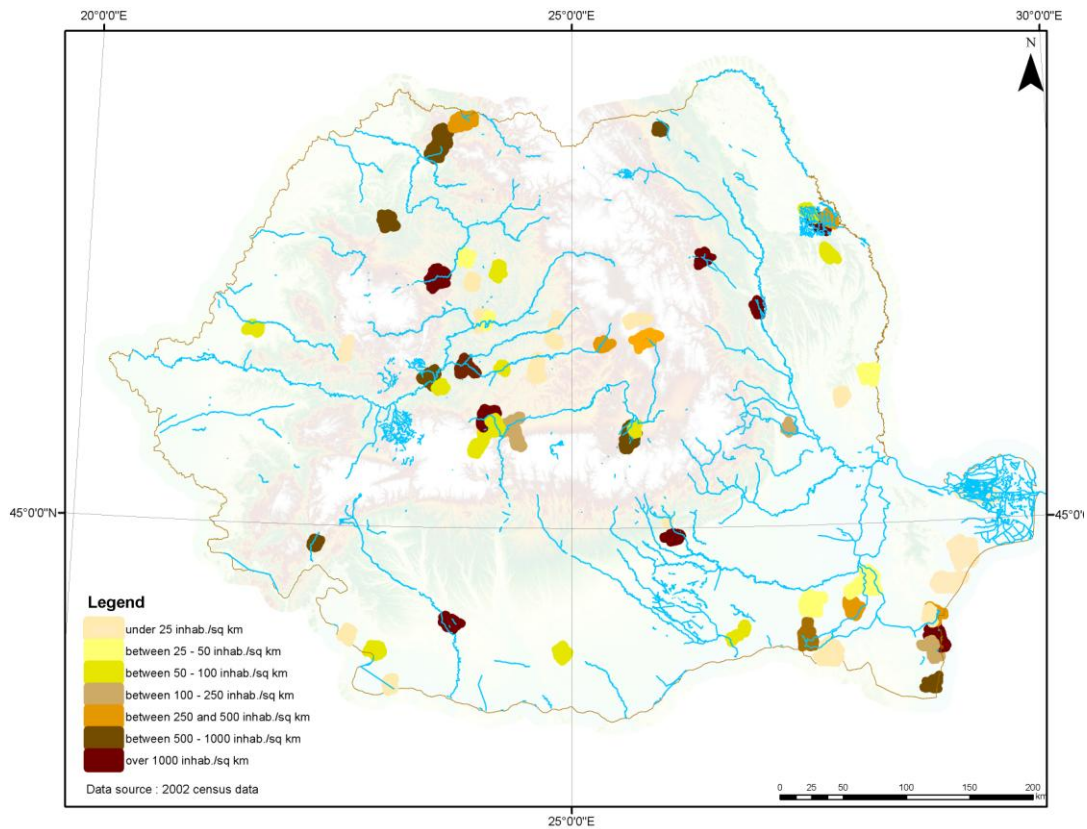 20°0'0"E 25°0'0"E 30°0'0"E
N
45°0'0"N 45°0'0"
Legend
under 25 inhab./sq km
between 25 - 50 inhab./sq km
between 50 - 100 inhab./sq km
between 100 - 250 inhab./sq km
between 250 and 500 inhab./sq km
between 500 - 1000 inhab./sq km
over 1000 inhab./sq km
Data source : 2002 census data
0 25 50 100 150 200
km
25°0'0"E